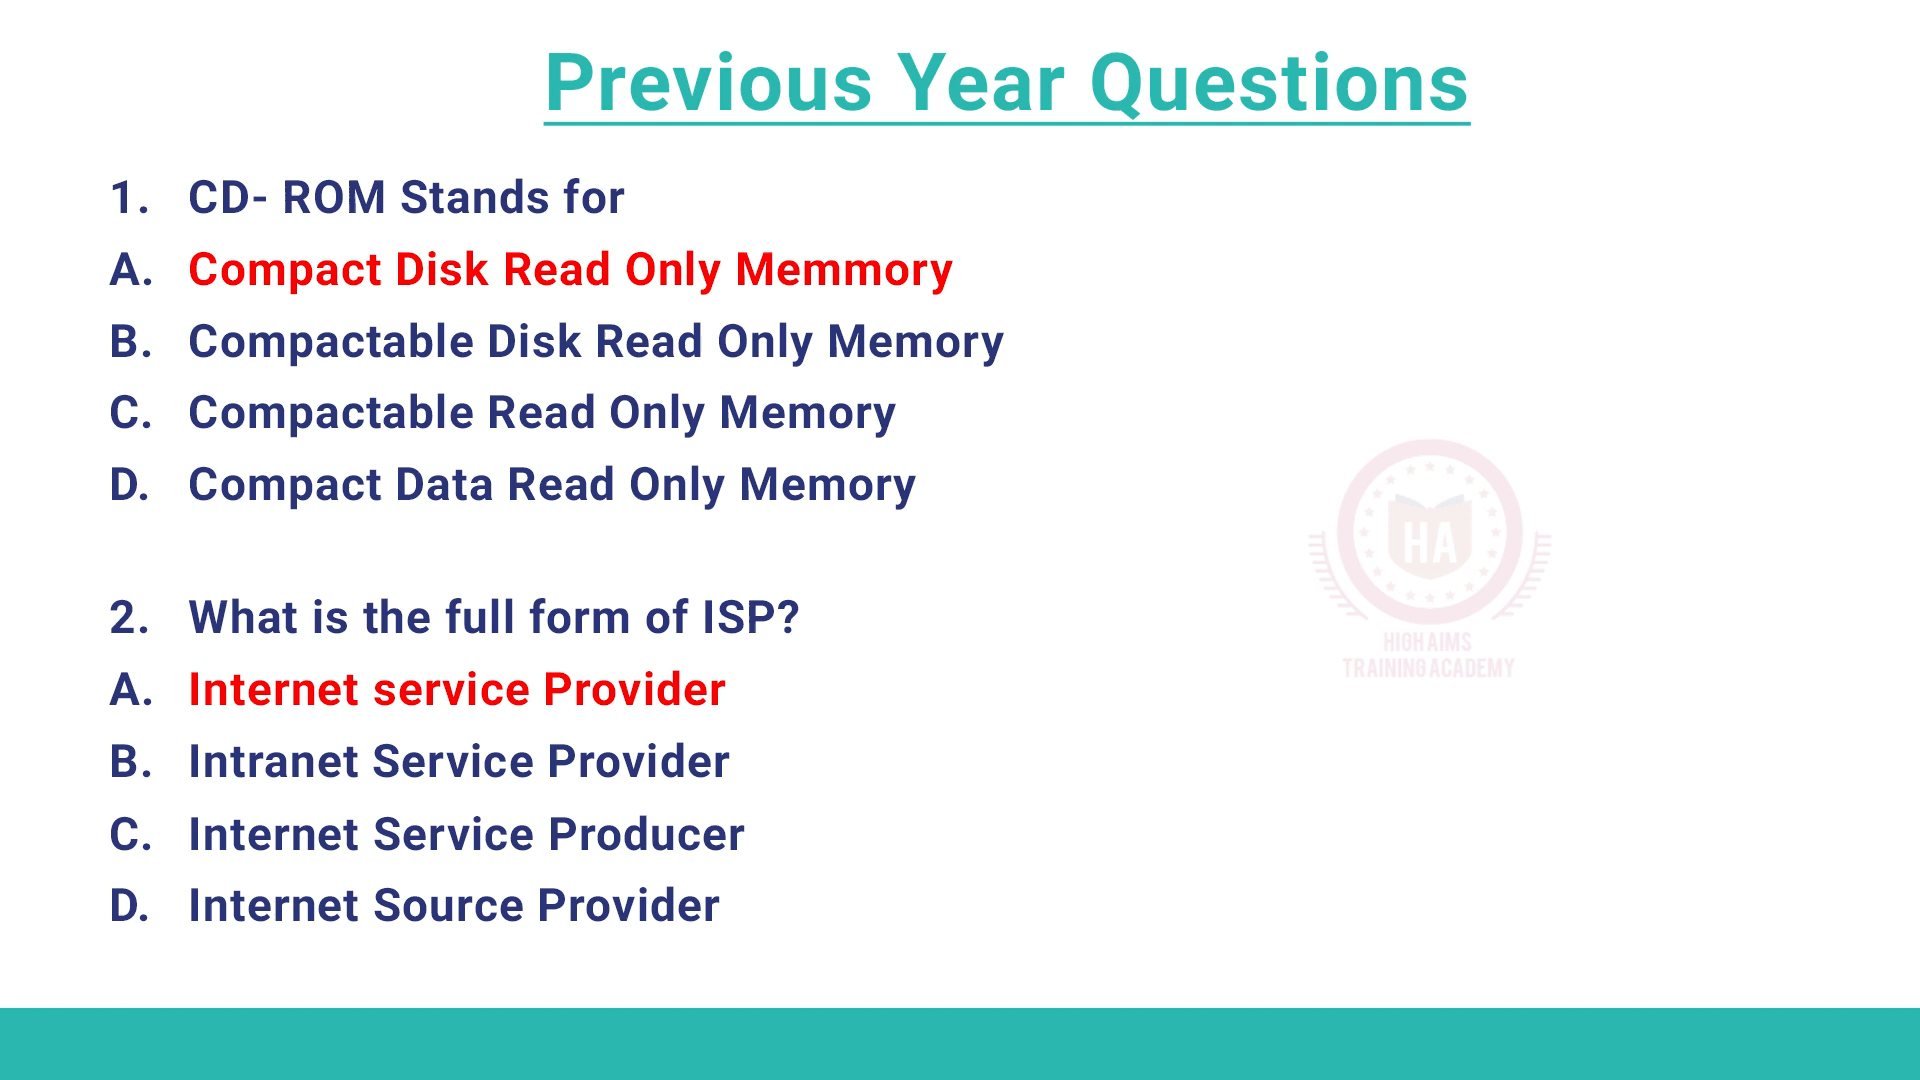 Previous Year Questions
1. CD- ROM Stands for
A. Compact Disk Read Only Memmory
B. Compactable Disk Read Only Memory
C. Compactable Read Only Memory
D. Compact Data Read Only Memory
HA
HIGH AIMS
TRAINING ACADEMY
2. What is the full form of ISP?
A. Internet service Provider
B. Intranet Service Provider
C. Internet Service Producer
D. Internet Source Provider